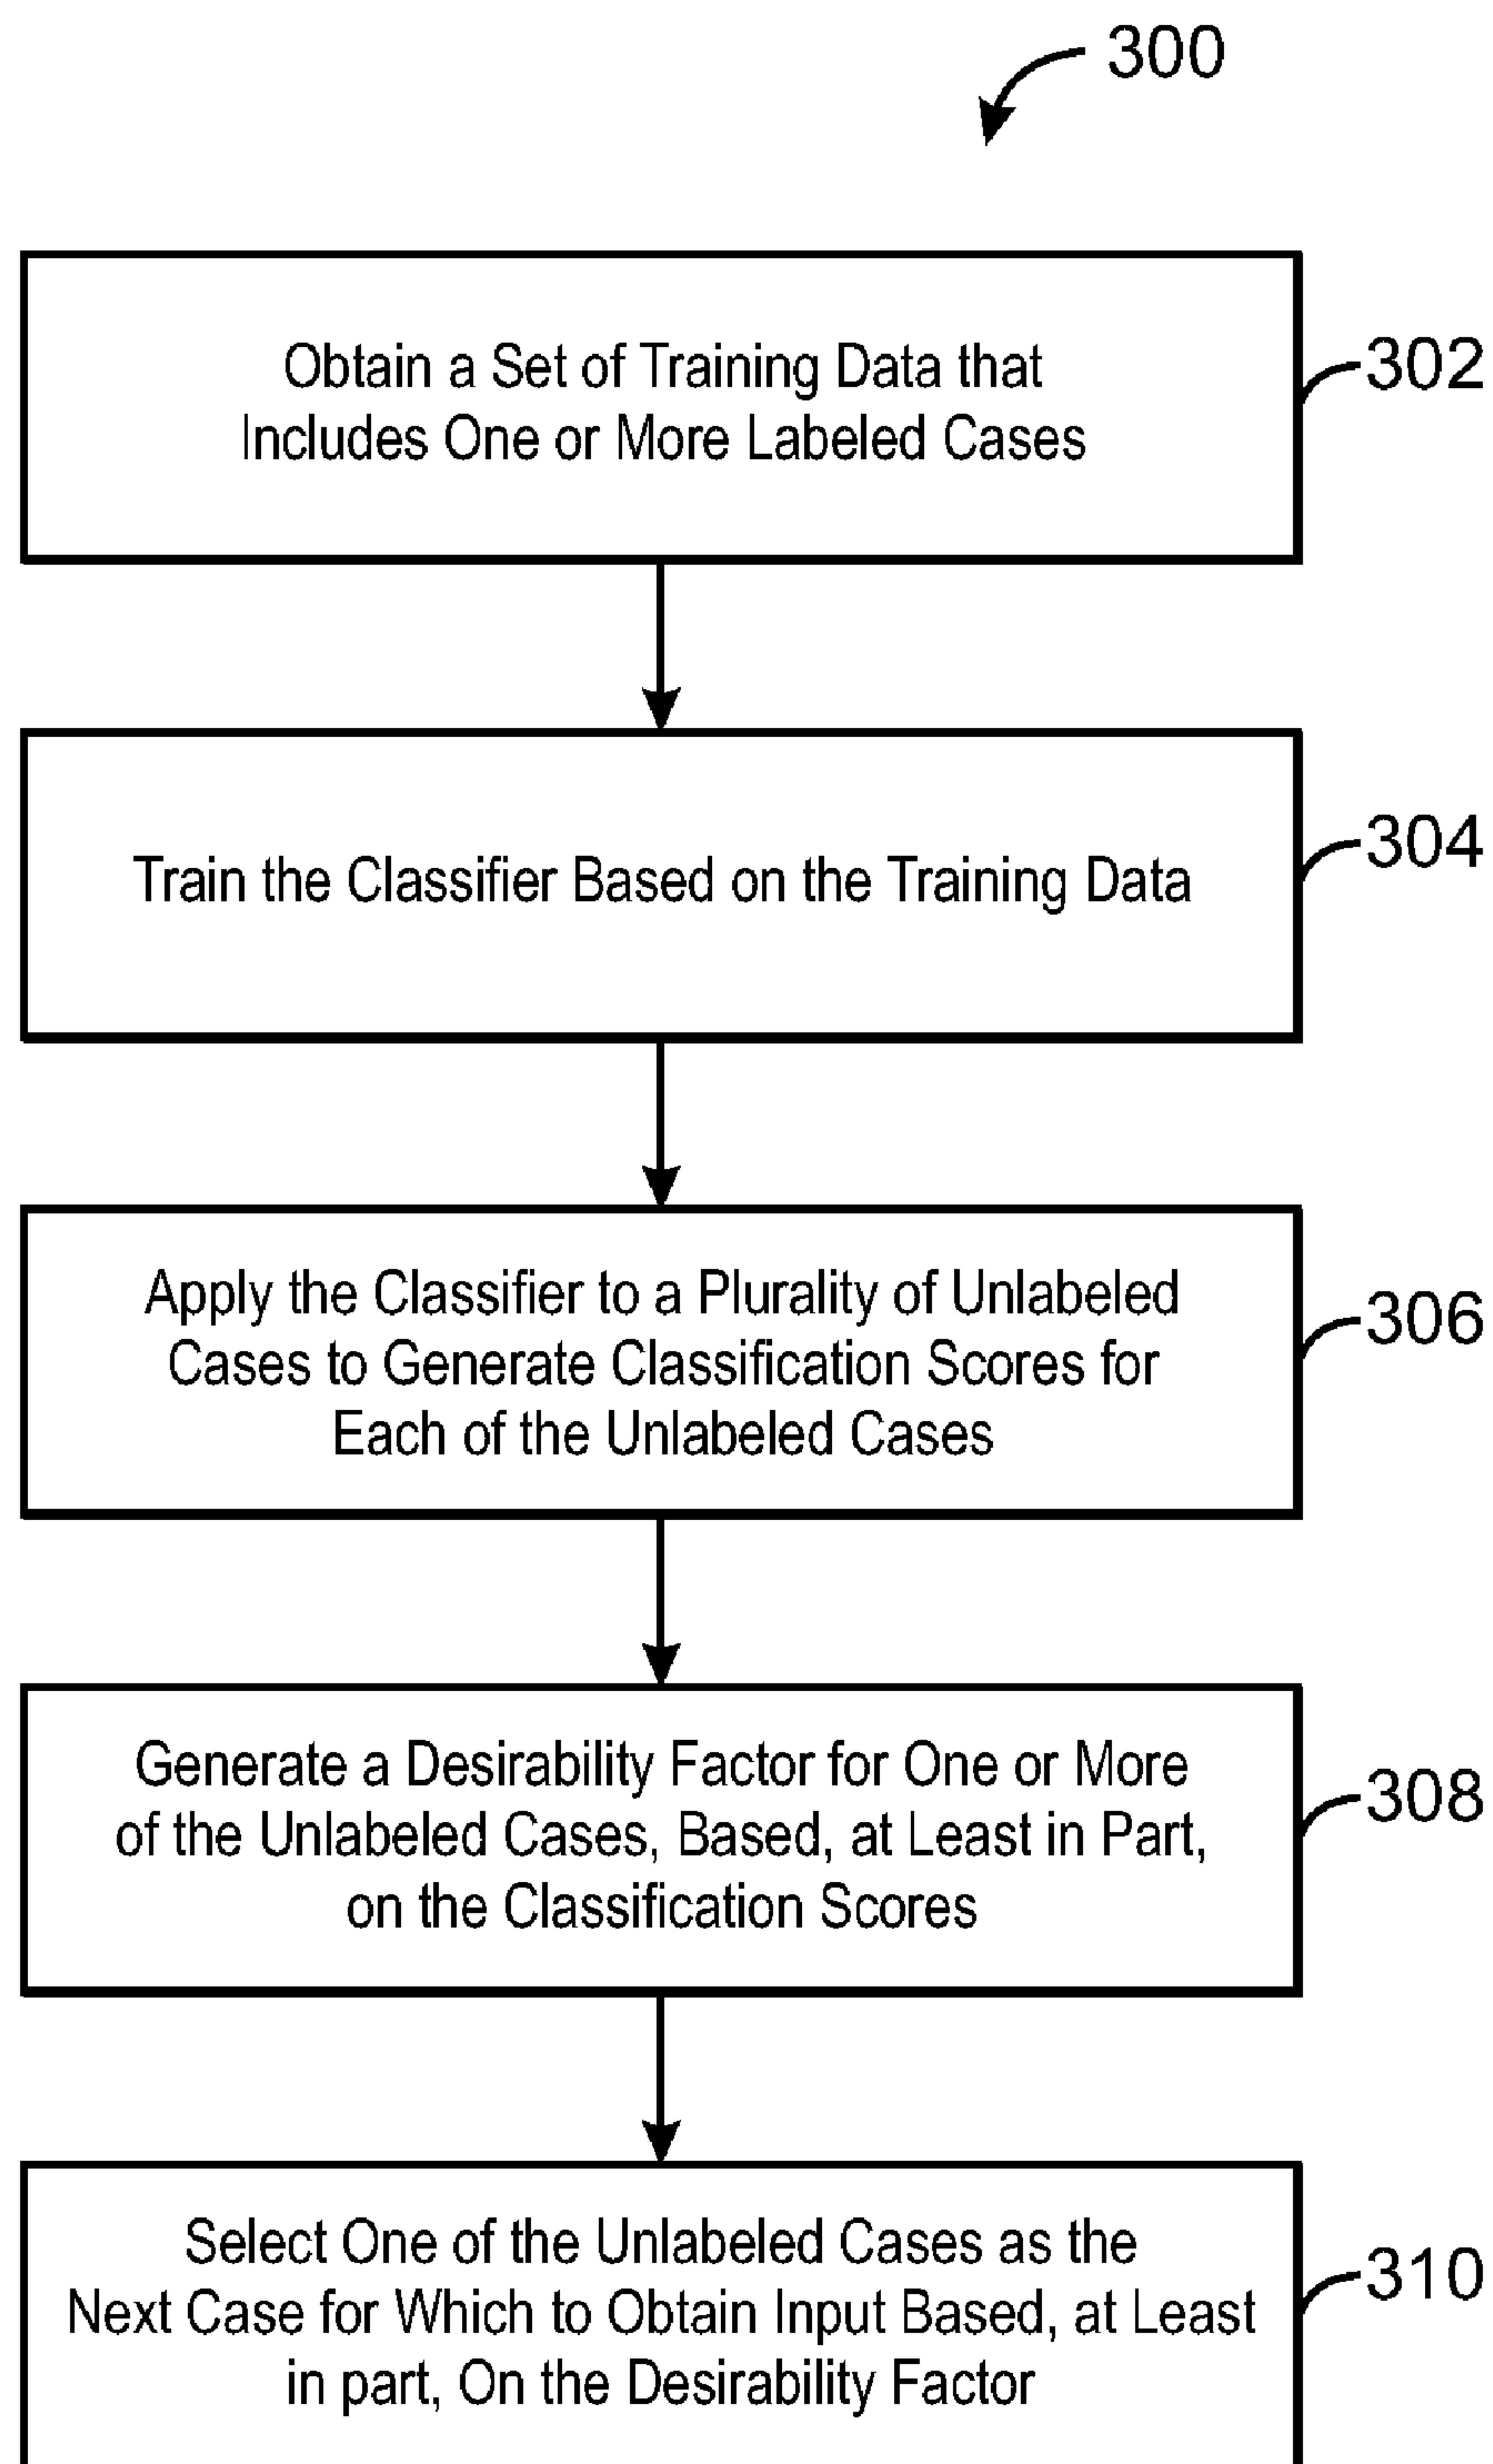 300
Obtain a Set of Training Data that
Includes One or More Labeled Cases
302
Train the Classifier Based on the Training Data
304
Apply the Classifier to a Plurality of Unlabeled
Cases to Generate Classification Scores for
Each of the Unlabeled Cases
306
Generate a Desirability Factor for One or More
of the Unlabeled Cases, Based, at Least in Part,
on the Classification Scores
308
Select One of the Unlabeled Cases as the
Next Case for Which to Obtain Input Based, at Least
in part, On the Desirability Factor
310